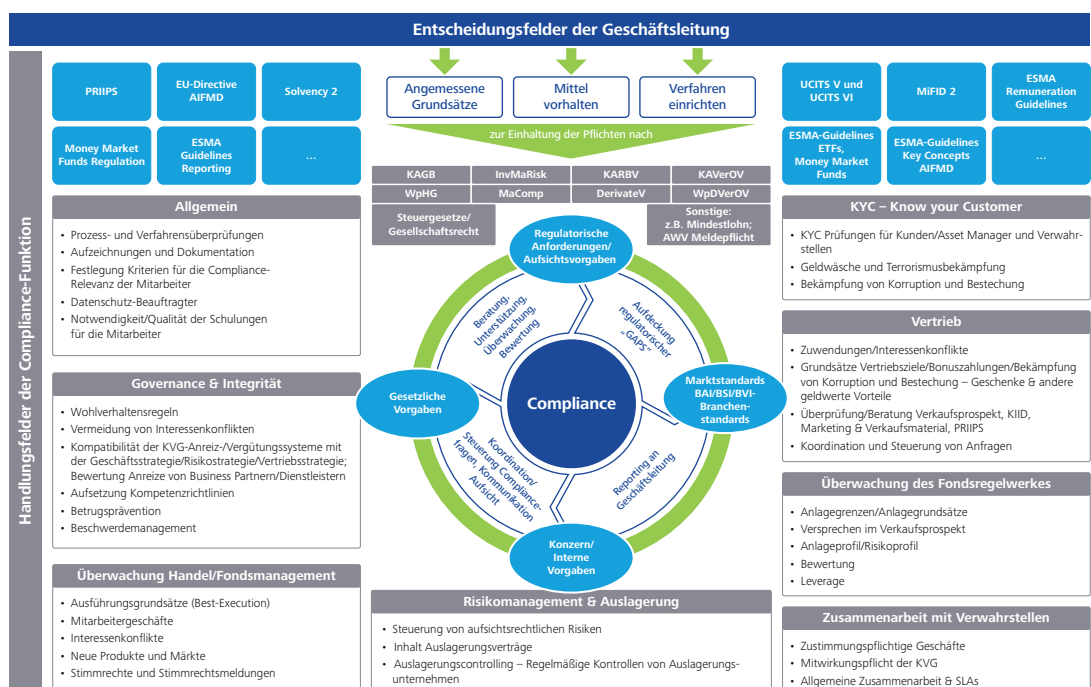 Entscheidungsfelder der Geschäftsleitung
Handlungsfelder der Compliance-Funktion
PRIIPS
EU-Directive
AIFMD
Solvency 2
Money Market
Funds Regulation
ESMA
Guidelines
Reporting
...
Angemessene
Grundsätze
Mittel
vorhalten
Verfahren
einrichten
zur Einhaltung der Pflichten nach
KAGB
InvMaRisk
KARBV
KAVerOV
WpHG
MaComp
DerivateV
WpDVerOV
Steuergesetze/
Gesellschaftsrecht
Sonstige:
z.B. Mindestlohn;
AWV Meldepflicht
UCITS V und
UCITS VI
MiFID 2
ESMA
Remuneration
Guidelines
ESMA-Guidelines
ETFs,
Money Market
Funds
ESMA-Guidelines
Key Concepts
AIFMD
...
Allgemein
• Prozess- und Verfahrensüberprüfungen
• Aufzeichnungen und Dokumentation
• Festlegung Kriterien für die Compliance-
Relevanz der Mitarbeiter
• Datenschutz-Beauftragter
• Notwendigkeit/Qualität der Schulungen
für die Mitarbeiter
Governance & Integrität
• Wohlverhaltensregeln
• Vermeidung von Interessenkonflikten
• Kompatibilität der KVG-Anreiz-/Vergütungssysteme mit
der Geschäftsstrategie/Risikostrategie/Vertriebsstrategie;
Bewertung Anreize von Business Partnern/Dienstleistern
• Aufsetzung Kompetenzrichtlinien
• Betrugsprävention
• Beschwerdemanagement
Überwachung Handel/Fondsmanagement
• Ausführungsgrundsätze (Best-Execution)
• Mitarbeitergeschäfte
• Interessenkonflikte
• Neue Produkte und Märkte
• Stimmrechte und Stimmrechtsmeldungen
Regulatorische
Anforderungen/
Aufsichtsvorgaben
Beratung,
Unterstützung,
Überwachung,
Bewertung
Aufdeckung
regulatorischer
„GAPS“
Gesetzliche
Vorgaben
Compliance
Marktstandards
BAI/BSI/BVI-
Branchen-
standards
Koordination/
Steuerung Compliance-
fragen, Kommunikation
Aufsicht
Reporting an
Geschäftsleitung
Konzern/
Interne
Vorgaben
Risikomanagement & Auslagerung
• Steuerung von aufsichtsrechtlichen Risiken
• Inhalt Auslagerungsverträge
• Auslagerungscontrolling – Regelmäßige Kontrollen von Auslagerungs-
unternehmen
KYC – Know your Customer
• KYC Prüfungen für Kunden/Asset Manager und Verwahr-
stellen
• Geldwäsche und Terrorismusbekämpfung
• Bekämpfung von Korruption und Bestechung
Vertrieb
• Zuwendungen/Interessenkonflikte
• Grundsätze Vertriebsziele/Bonuszahlungen/Bekämpfung
von Korruption und Bestechung – Geschenke & andere
geldwerte Vorteile
• Überprüfung/Beratung Verkaufsprospekt, KIID,
Marketing & Verkaufsmaterial, PRIIPS
• Koordination und Steuerung von Anfragen
Überwachung des Fondsregelwerkes
• Anlagegrenzen/Anlagegrundsätze
• Versprechen im Verkaufsprospekt
• Anlageprofil/Risikoprofil
• Bewertung
• Leverage
Zusammenarbeit mit Verwahrstellen
• Zustimmungspflichtige Geschäfte
• Mitwirkungspflicht der KVG
• Allgemeine Zusammenarbeit & SLAs